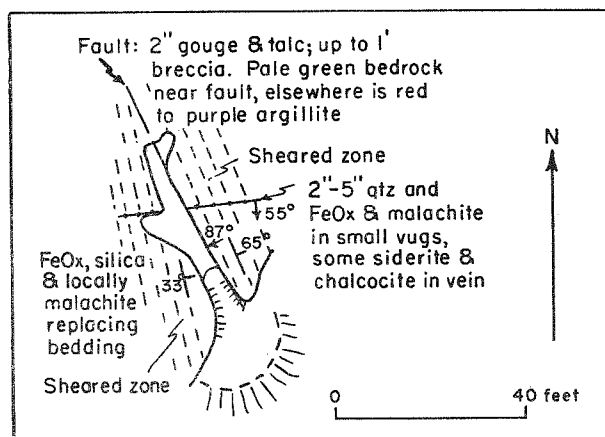 Fault: 2" gouge & talc; up to 1'
breccia. Pale green bedrock
near fault, elsewhere is red
to purple argillite
N
Sheared zone
2"-5" qtz and
FeOx & malachite
in small vugs,
some siderite &
chalcocite in vein
55°
87°
65°
FeOx, silica
& locally
malachite
replacing
bedding
33°
Sheared zone
0 40 feet